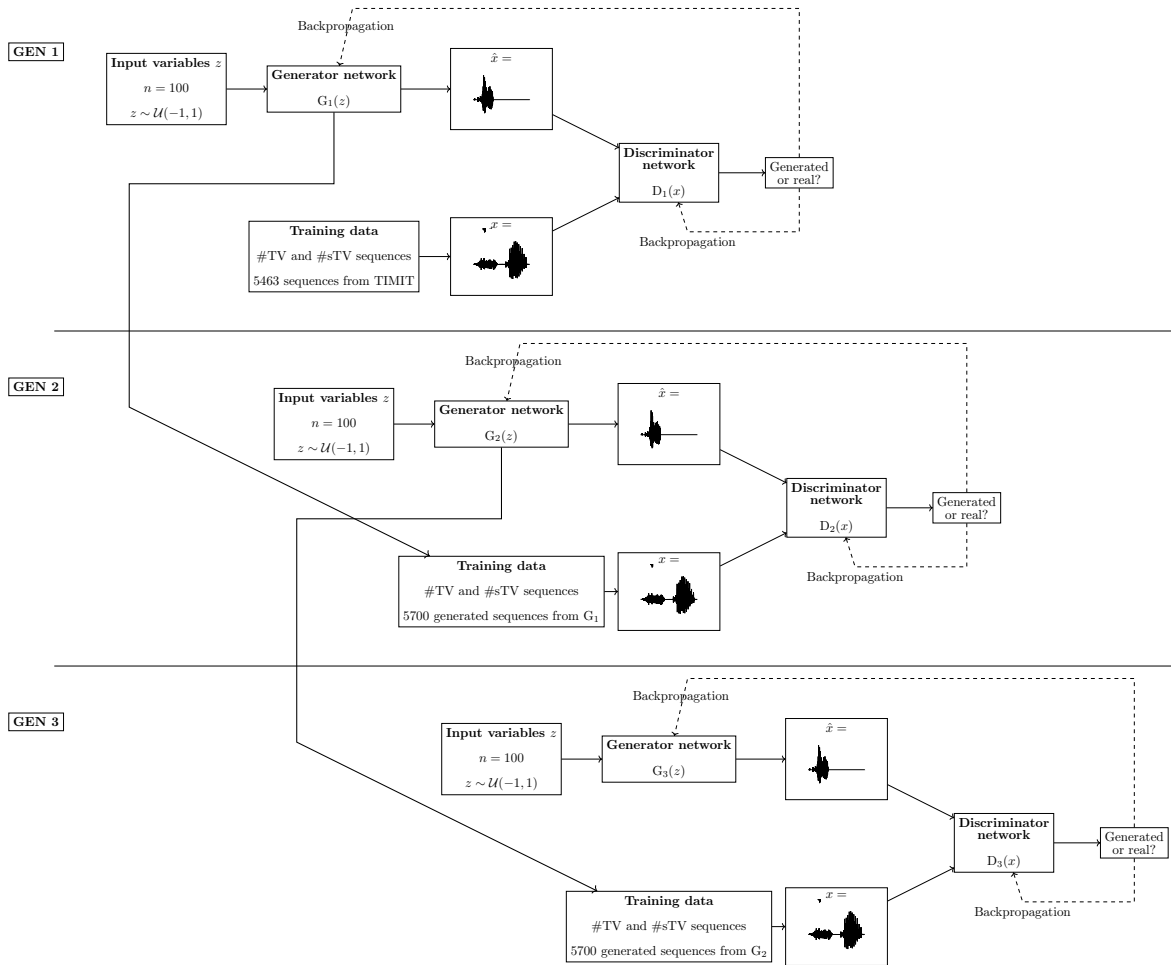 Backpropagation
GEN 1
Input variables z
n = 100
z ∼ 𝒰(−1, 1)
Generator network
G₁(z)
x̂ =
Discriminator
network
D₁(x)
Generated
or real?
Backpropagation
Training data
#TV and #sTV sequences
5463 sequences from TIMIT
x =
Backpropagation
GEN 2
Input variables z
n = 100
z ∼ 𝒰(−1, 1)
Generator network
G₂(z)
x̂ =
Discriminator
network
D₂(x)
Generated
or real?
Backpropagation
Training data
#TV and #sTV sequences
5700 generated sequences from G₁
x =
Backpropagation
GEN 3
Input variables z
n = 100
z ∼ 𝒰(−1, 1)
Generator network
G₃(z)
x̂ =
Discriminator
network
D₃(x)
Generated
or real?
Backpropagation
Training data
#TV and #sTV sequences
5700 generated sequences from G₂
x =